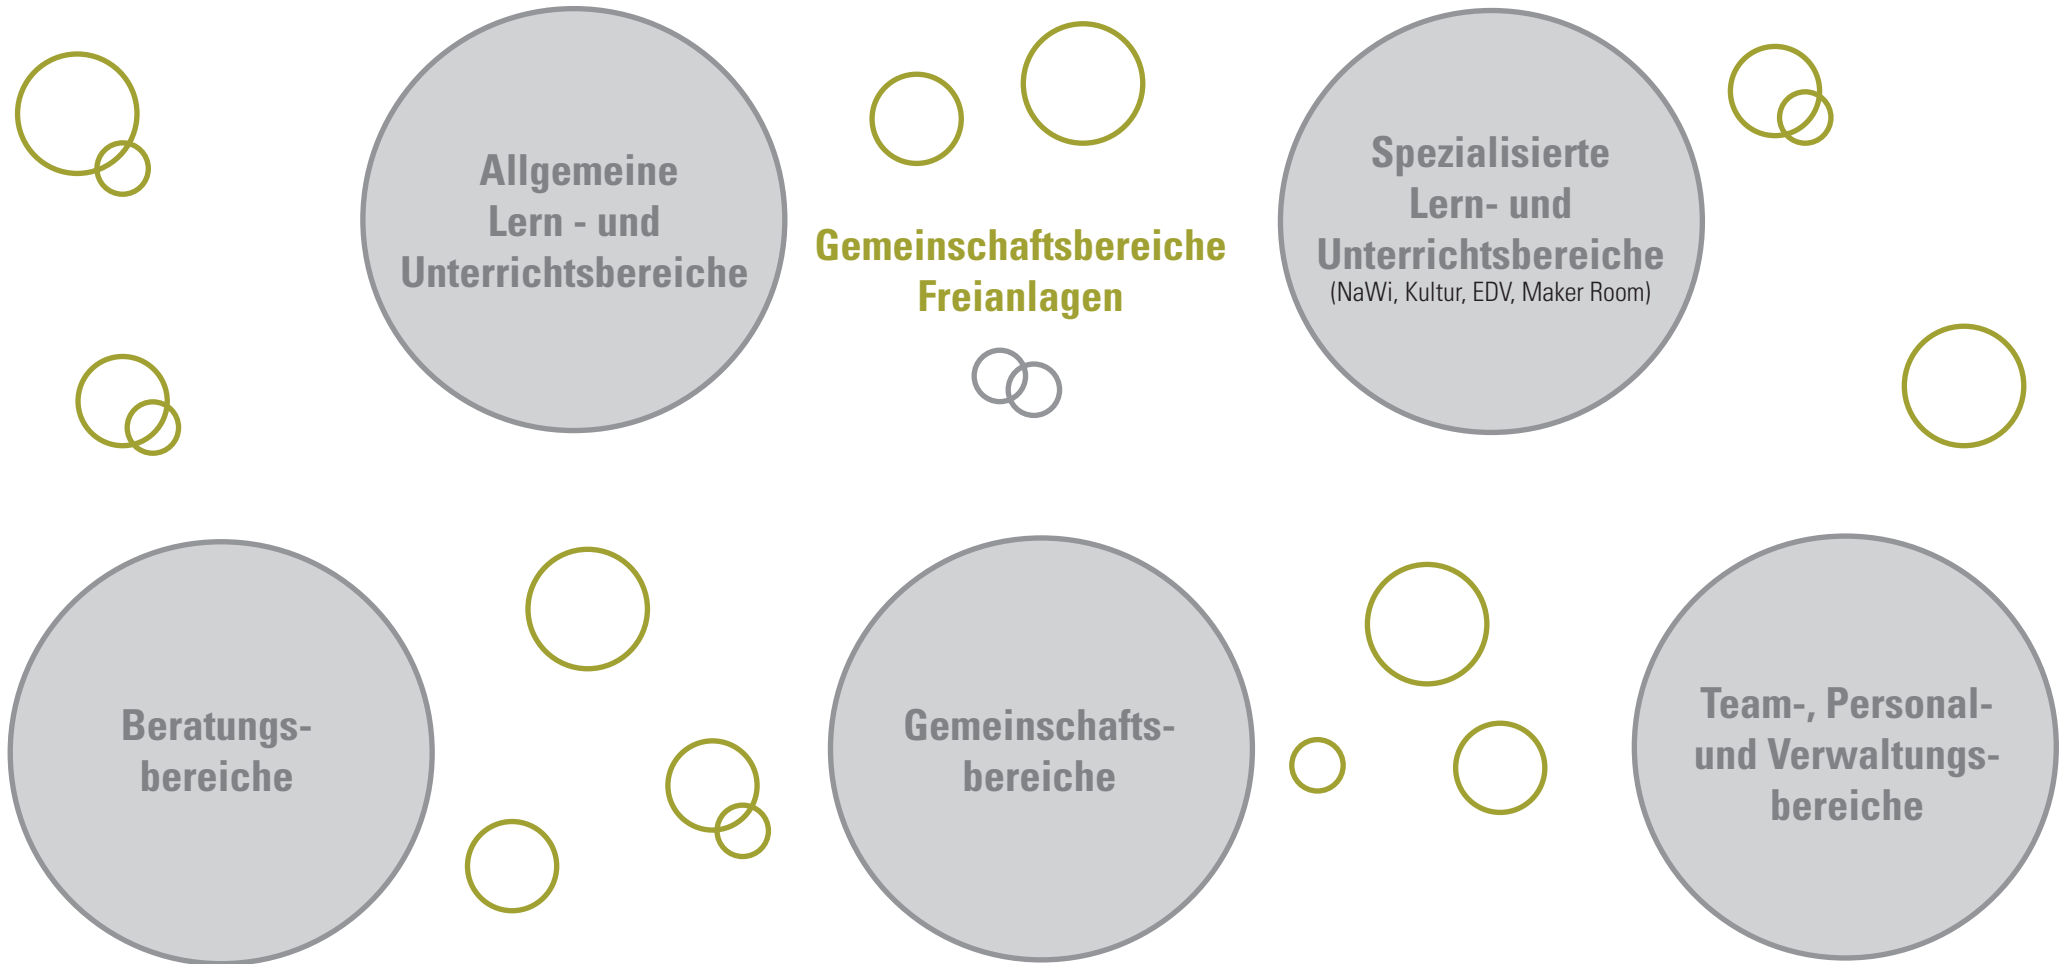 Allgemeine
Lern - und
Unterrichtsbereiche
Gemeinschaftsbereiche
Freianlagen
Spezialisierte
Lern- und
Unterrichtsbereiche
(NaWi, Kultur, EDV, Maker Room)
Beratungs-
bereiche
Gemeinschafts-
bereiche
Team-, Personal-
und Verwaltungs-
bereiche